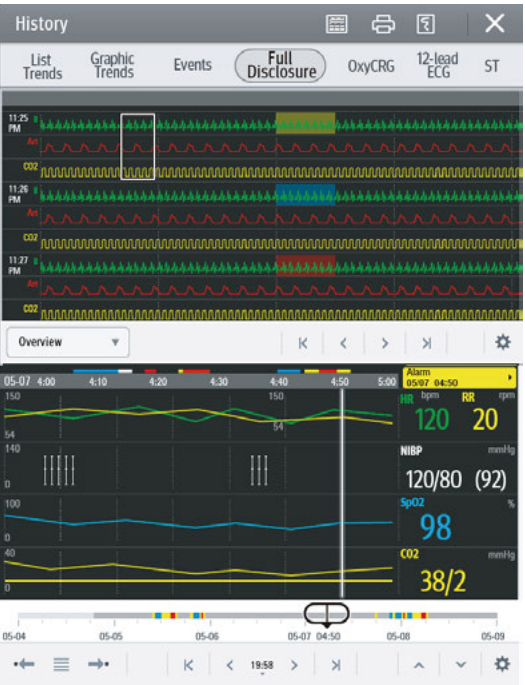 History
List Trends
Graphic Trends
Events
Full Disclosure
OxyCRG
12-lead ECG
ST
11:25 PM II
Art
CO2
11:26 PM II
Art
CO2
11:27 PM II
Art
CO2
Overview
05-07 4:00 4:10 4:20 4:30 4:40 4:50 5:00
Alarm
05/07 04:50
150 150
54 54
HR bpm RR rpm
120 20
140
0
NIBP mmHg
120/80 (92)
100
0
SpO2 %
98
40
0
CO2 mmHg
38/2
05-04 05-05 05-06 05-07 04:50 05-08 05-09
19:58